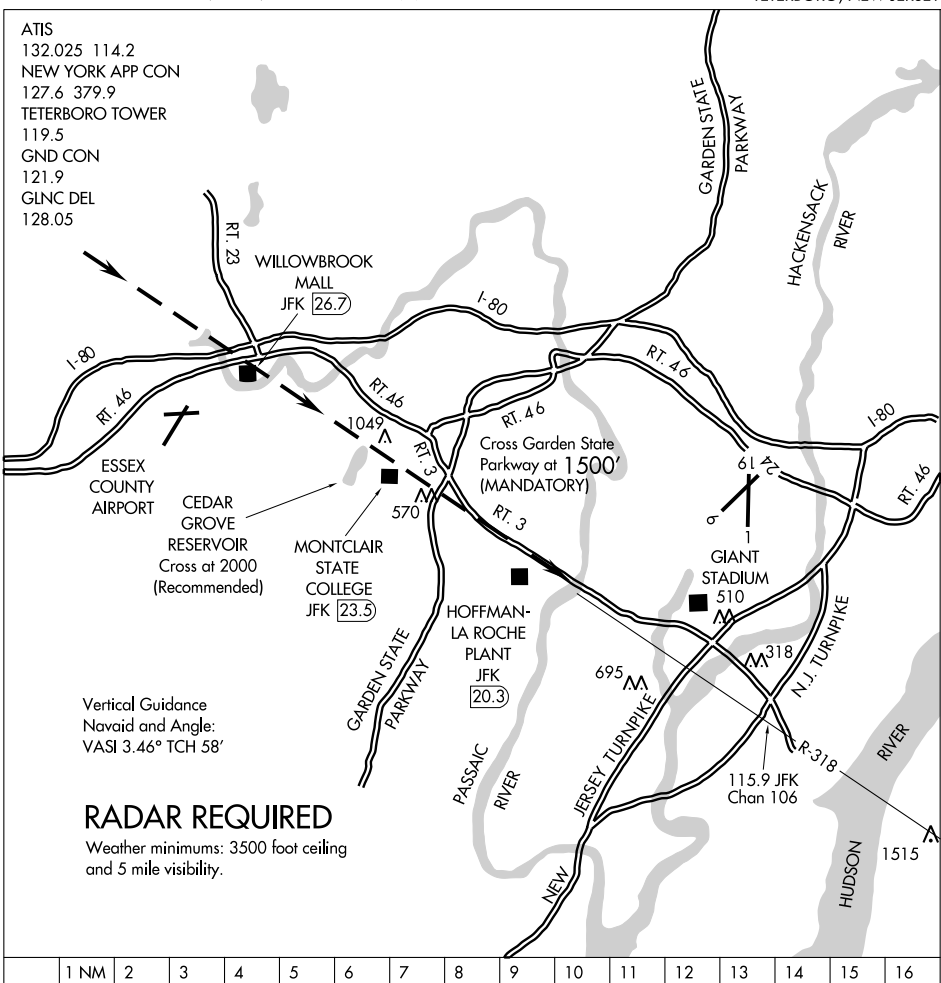 TETERBORO, NEW JERSEY
ATIS
132.025 114.2
NEW YORK APP CON
127.6 379.9
TETERBORO TOWER
119.5
GND CON
121.9
GLNC DEL
128.05
GARDEN STATE
PARKWAY
HACKENSACK
RIVER
RT. 23
WILLOWBROOK
MALL
JFK 26.7
I-80
I-80
RT. 46
RT. 46
RT. 46
RT. 46
I-80
RT. 46
1049
RT. 3
Cross Garden State
Parkway at 1500'
(MANDATORY)
ESSEX
COUNTY
AIRPORT
CEDAR
GROVE
RESERVOIR
Cross at 2000
(Recommended)
570
MONTCLAIR
STATE
COLLEGE
JFK 23.5
RT. 3
19
24
6
1
GIANT
STADIUM
510
HOFFMAN-
LA ROCHE
PLANT
JFK
20.3
GARDEN STATE
PARKWAY
318
695
N.J. TURNPIKE
NEW JERSEY TURNPIKE
PASSAIC
RIVER
R-318
115.9 JFK
Chan 106
HUDSON
RIVER
1515
Vertical Guidance
Navaid and Angle:
VASI 3.46° TCH 58'
RADAR REQUIRED
Weather minimums: 3500 foot ceiling
and 5 mile visibility.
1 NM 2 3 4 5 6 7 8 9 10 11 12 13 14 15 16